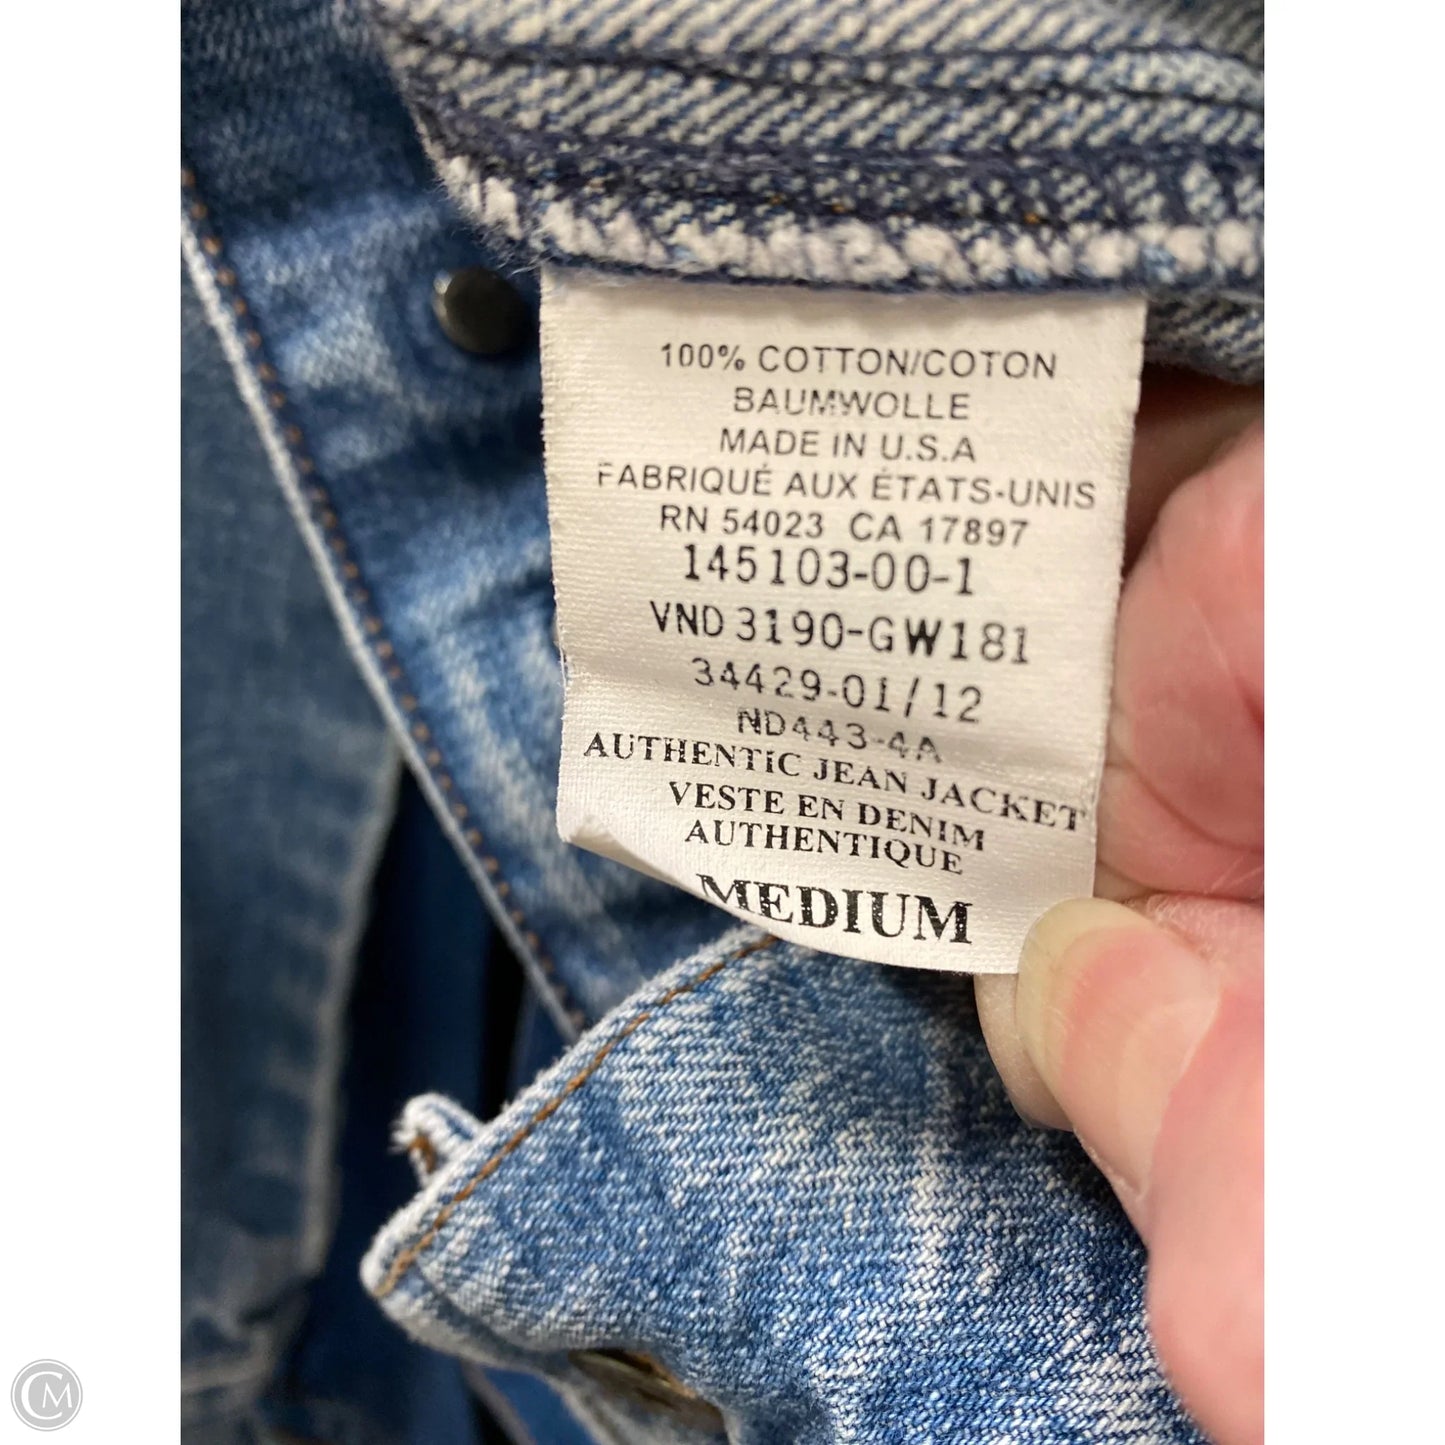 100% COTTON/COTON
BAUMWOLLE
MADE IN U.S.A
FABRIQUÉ AUX ÉTATS-UNIS
RN 54023 CA 17897
145103-00-1
VND 3190-GW181
34429-01/12
ND443-4A
AUTHENTIC JEAN JACKET
VESTE EN DENIM
AUTHENTIQUE
MEDIUM
CM